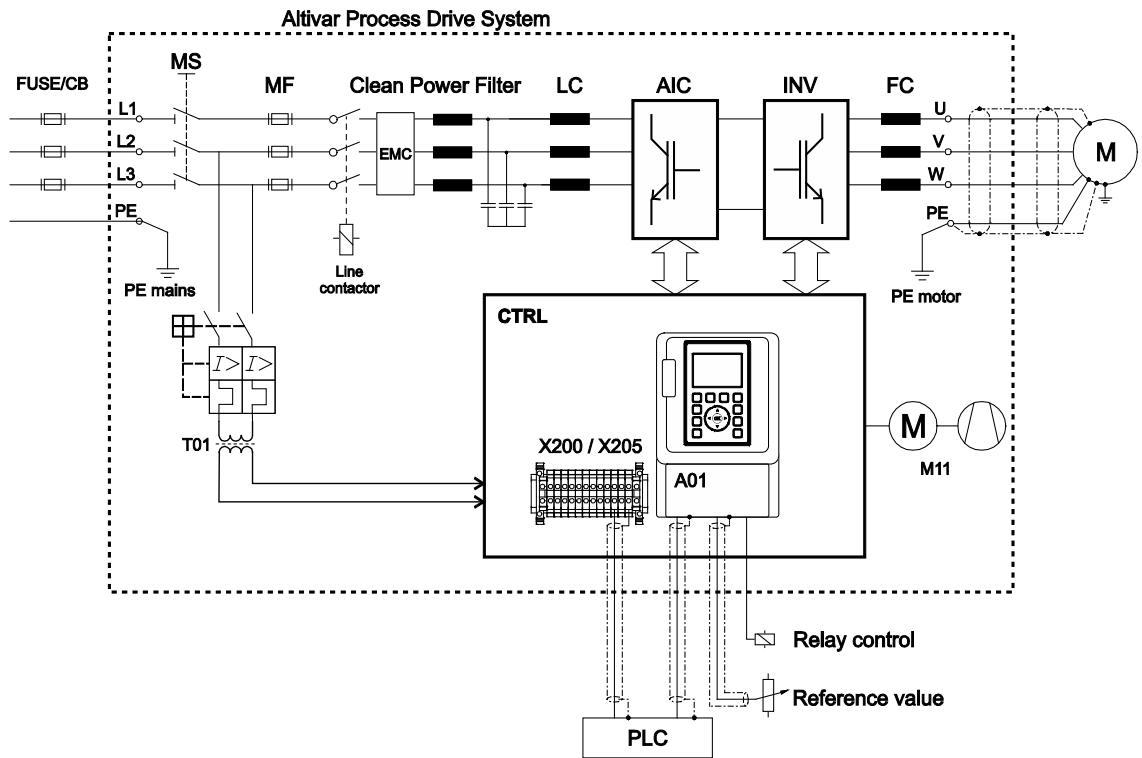 Altivar Process Drive System
FUSE/CB
MS
MF
Clean Power Filter
LC
AIC
INV
FC
L1
L2
L3
PE
EMC
U
V
W
PE
M
PE mains
Line
contactor
PE motor
CTRL
I>
I>
T01
X200 / X205
A01
M
M11
Relay control
Reference value
PLC